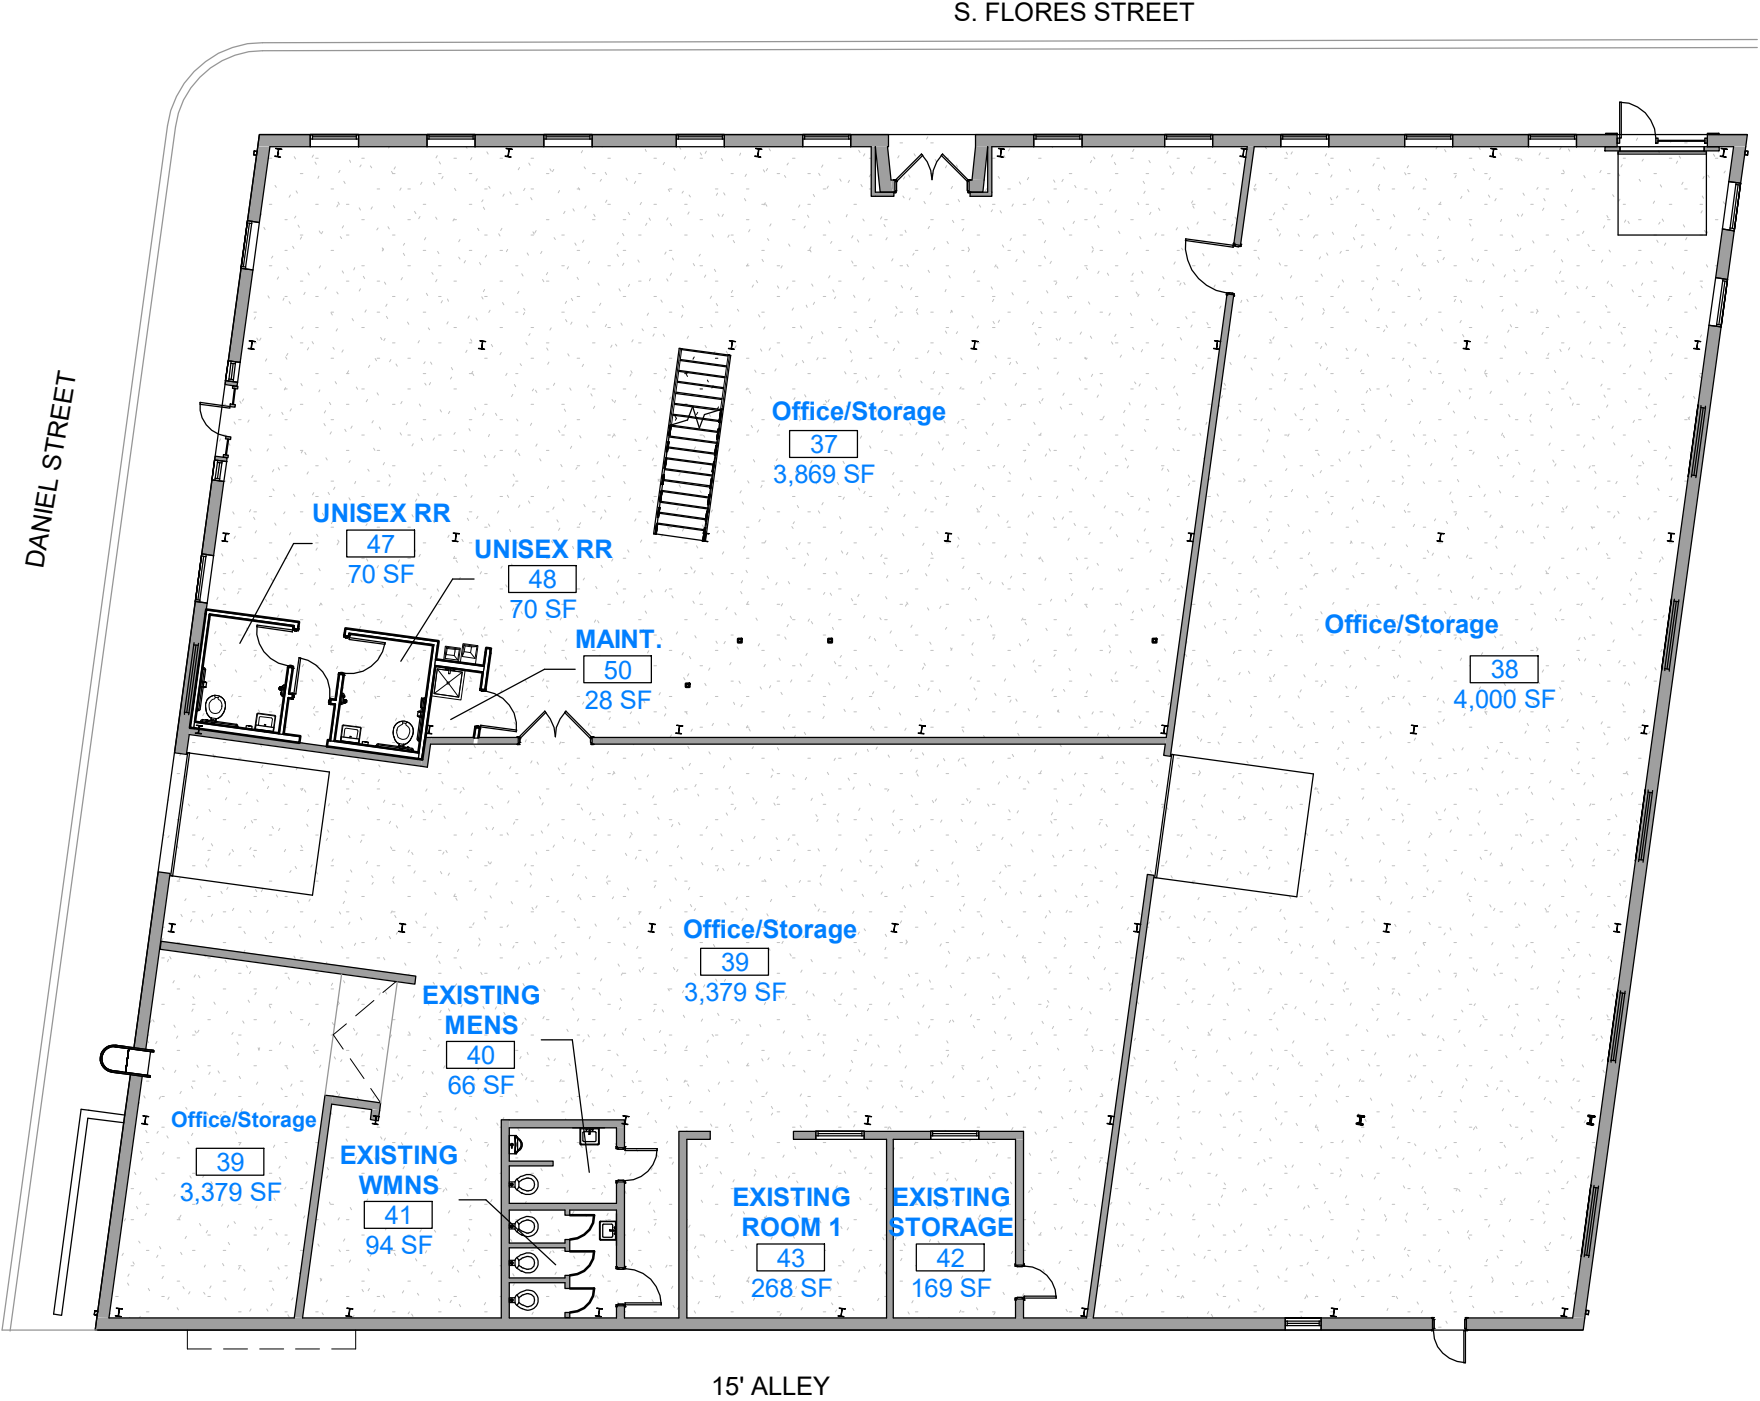 S. FLORES STREET
DANIEL STREET
Office/Storage
37
3,869 SF
UNISEX RR
47
70 SF
UNISEX RR
48
70 SF
MAINT.
50
28 SF
Office/Storage
38
4,000 SF
Office/Storage
39
3,379 SF
EXISTING
MENS
40
66 SF
Office/Storage
39
3,379 SF
EXISTING
WMNS
41
94 SF
EXISTING
ROOM 1
43
268 SF
EXISTING
STORAGE
42
169 SF
15' ALLEY